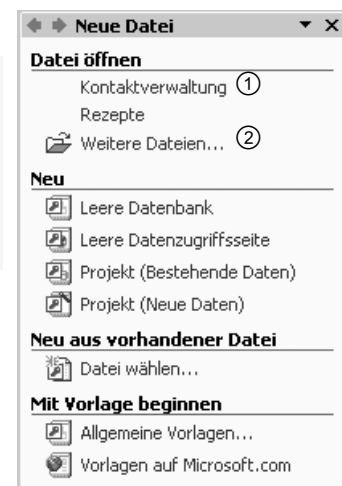 Neue Datei
Datei öffnen
Kontaktverwaltung ①
Rezepte
Weitere Dateien... ②
Neu
Leere Datenbank
Leere Datenzugriffsseite
Projekt (Bestehende Daten)
Projekt (Neue Daten)
Neu aus vorhandener Datei
Datei wählen...
Mit Vorlage beginnen
Allgemeine Vorlagen...
Vorlagen auf Microsoft.com